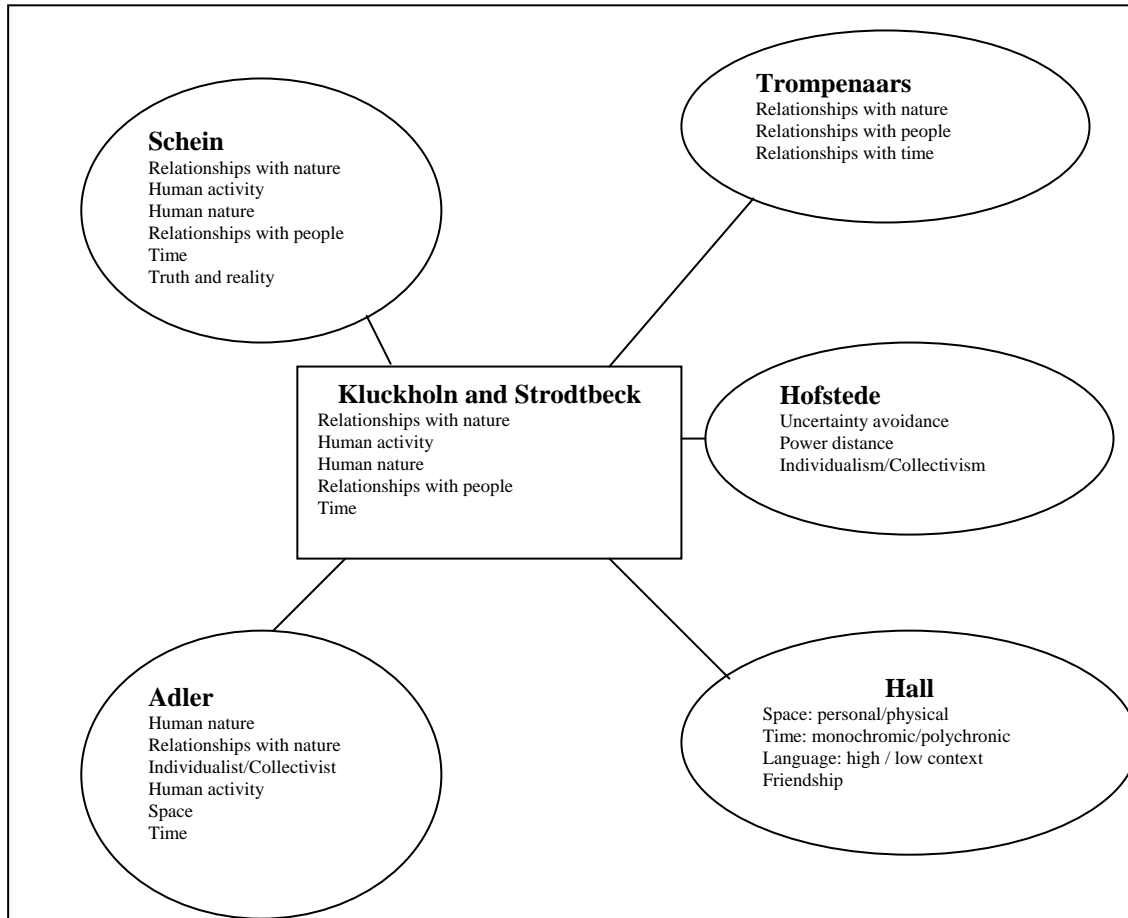 Schein
Relationships with nature
Human activity
Human nature
Relationships with people
Time
Truth and reality
Trompenaars
Relationships with nature
Relationships with people
Relationships with time
Kluckholn and Strodtbeck
Relationships with nature
Human activity
Human nature
Relationships with people
Time
Hofstede
Uncertainty avoidance
Power distance
Individualism/Collectivism
Adler
Human nature
Relationships with nature
Individualist/Collectivist
Human activity
Space
Time
Hall
Space: personal/physical
Time: monochromic/polychronic
Language: high / low context
Friendship